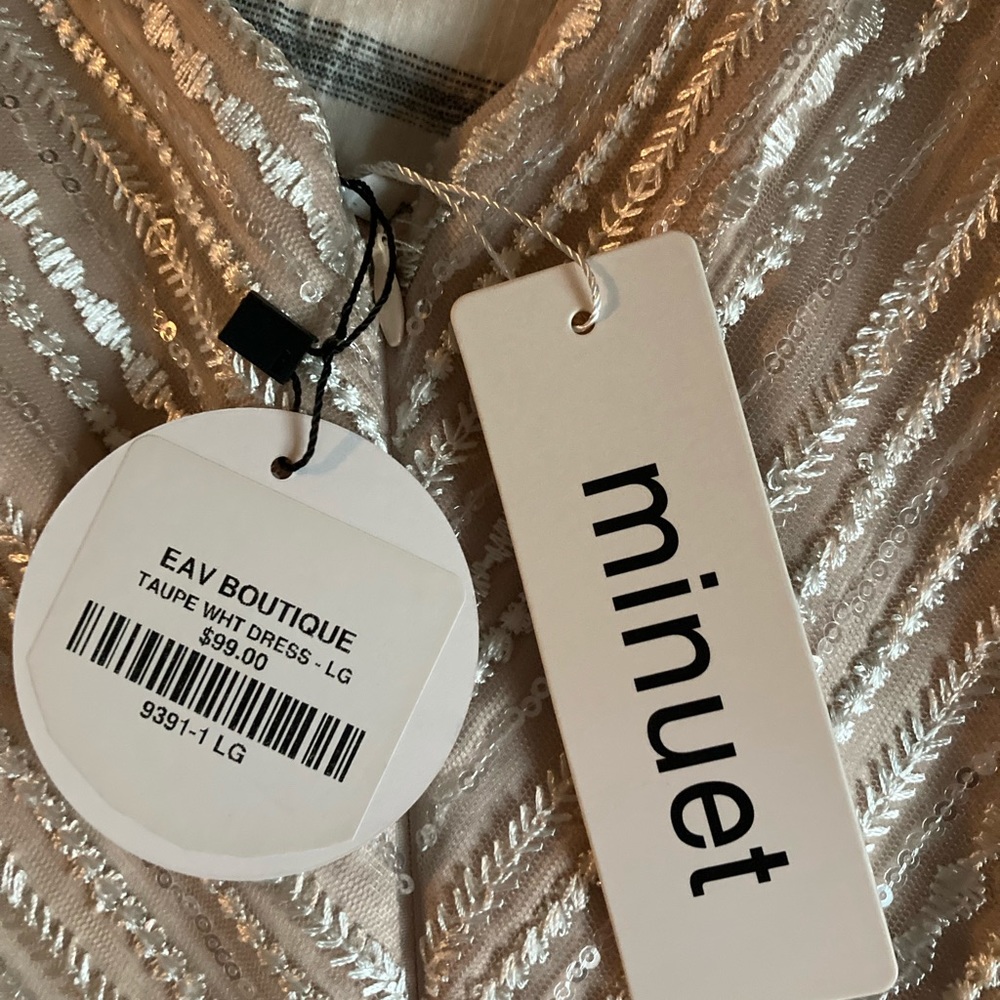 EAV BOUTIQUE
TAUPE WHT DRESS - LG
$99.00
9391-1 LG
minuet